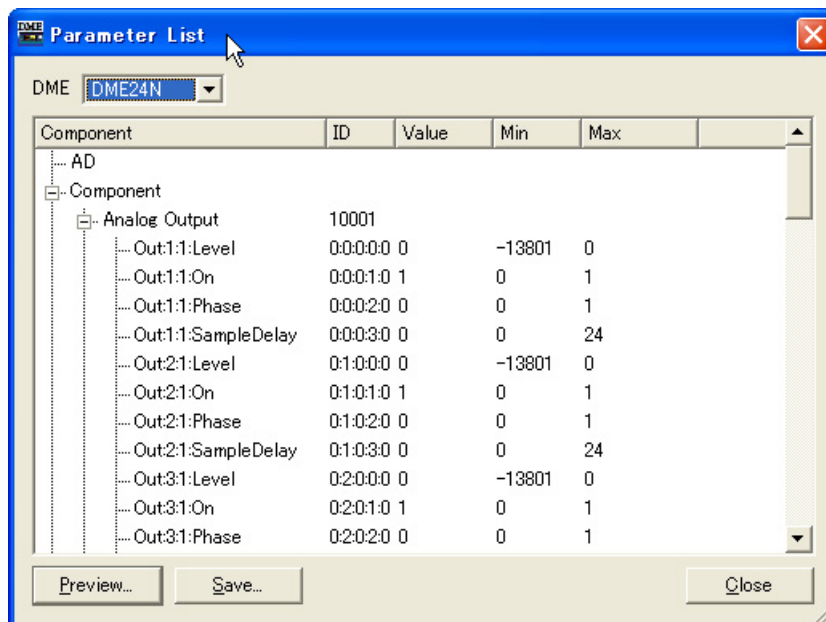 DME
Parameter List
DME DME24N
Component ID Value Min Max
AD
Component
Analog Output 10001
Out:1:1:Level 0:0:0:0:0 0 -13801 0
Out:1:1:On 0:0:0:1:0 1 0 1
Out:1:1:Phase 0:0:0:2:0 0 0 1
Out:1:1:SampleDelay 0:0:0:3:0 0 0 24
Out:2:1:Level 0:1:0:0:0 0 -13801 0
Out:2:1:On 0:1:0:1:0 1 0 1
Out:2:1:Phase 0:1:0:2:0 0 0 1
Out:2:1:SampleDelay 0:1:0:3:0 0 0 24
Out:3:1:Level 0:2:0:0:0 0 -13801 0
Out:3:1:On 0:2:0:1:0 1 0 1
Out:3:1:Phase 0:2:0:2:0 0 0 1
Preview... Save... Close